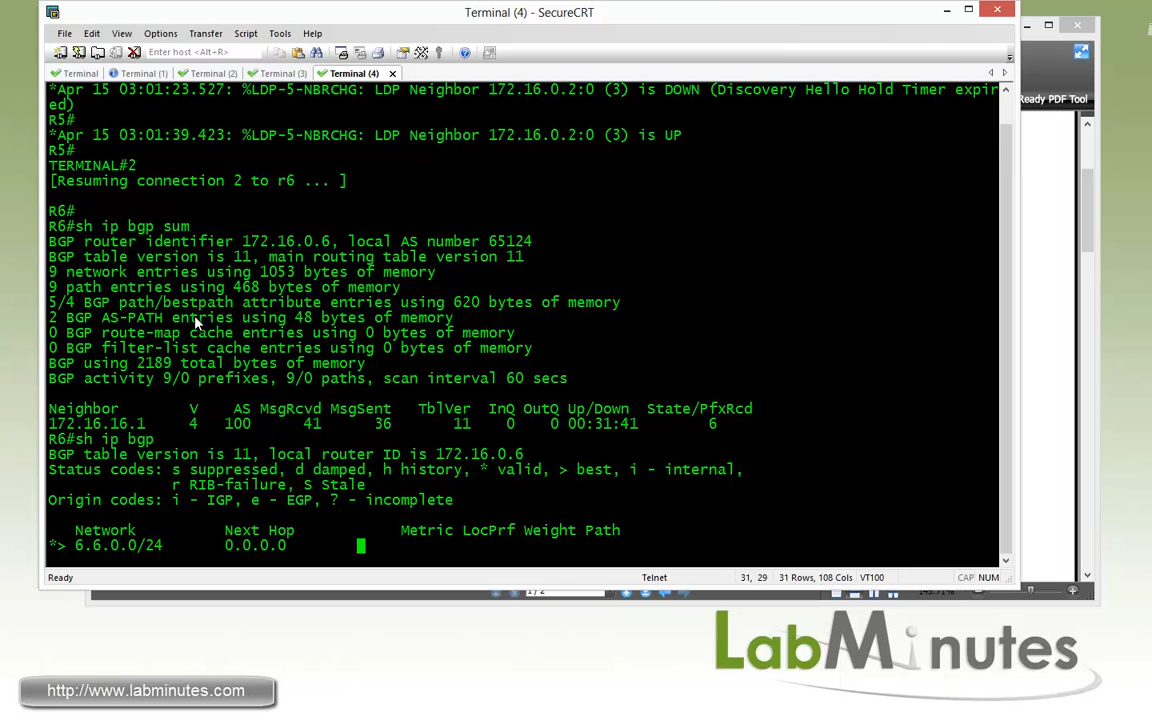 Terminal (4) - SecureCRT
File Edit View Options Transfer Script Tools Help
Enter host <Alt+R>
Terminal Terminal (1) Terminal (2) Terminal (3) Terminal (4)
Ready PDF Tool
*Apr 15 03:01:23.527: %LDP-5-NBRCHG: LDP Neighbor 172.16.0.2:0 (3) is DOWN (Discovery Hello Hold Timer expir
ed)
R5#
*Apr 15 03:01:39.423: %LDP-5-NBRCHG: LDP Neighbor 172.16.0.2:0 (3) is UP
R5#
TERMINAL#2
[Resuming connection 2 to r6 ... ]
R6#
R6#sh ip bgp sum
BGP router identifier 172.16.0.6, local AS number 65124
BGP table version is 11, main routing table version 11
9 network entries using 1053 bytes of memory
9 path entries using 468 bytes of memory
5/4 BGP path/bestpath attribute entries using 620 bytes of memory
2 BGP AS-PATH entries using 48 bytes of memory
0 BGP route-map cache entries using 0 bytes of memory
0 BGP filter-list cache entries using 0 bytes of memory
BGP using 2189 total bytes of memory
BGP activity 9/0 prefixes, 9/0 paths, scan interval 60 secs
Neighbor V AS MsgRcvd MsgSent TblVer InQ OutQ Up/Down State/PfxRcd
172.16.16.1 4 100 41 36 11 0 0 00:31:41 6
R6#sh ip bgp
BGP table version is 11, local router ID is 172.16.0.6
Status codes: s suppressed, d damped, h history, * valid, > best, i - internal,
r RIB-failure, S Stale
Origin codes: i - IGP, e - EGP, ? - incomplete
Network Next Hop Metric LocPrf Weight Path
*> 6.6.0.0/24 0.0.0.0
Ready Telnet 31, 29 31 Rows, 108 Cols VT100 CAP NUM
LabMinutes
http://www.labminutes.com